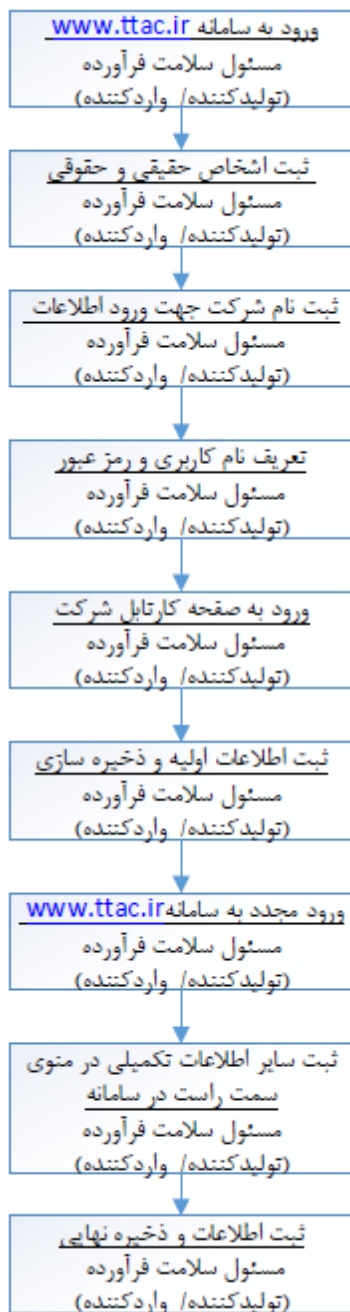 ورود به سامانه www.ttac.ir
مسئول سلامت فرآورده
(تولیدکننده/ واردکننده)
ثبت اشخاص حقیقی و حقوقی
مسئول سلامت فرآورده
(تولیدکننده/ واردکننده)
ثبت نام شرکت جهت ورود اطلاعات
مسئول سلامت فرآورده
(تولیدکننده/ واردکننده)
تعریف نام کاربری و رمز عبور
مسئول سلامت فرآورده
(تولیدکننده/ واردکننده)
ورود به صفحه کارتابل شرکت
مسئول سلامت فرآورده
(تولیدکننده/ واردکننده)
ثبت اطلاعات اولیه و ذخیره سازی
مسئول سلامت فرآورده
(تولیدکننده/ واردکننده)
ورود مجدد به سامانه www.ttac.ir
مسئول سلامت فرآورده
(تولیدکننده/ واردکننده)
ثبت سایر اطلاعات تکمیلی در منوی
سمت راست در سامانه
مسئول سلامت فرآورده
(تولیدکننده/ واردکننده)
ثبت اطلاعات و ذخیره نهایی
مسئول سلامت فرآورده
(تولیدکننده/ واردکننده)